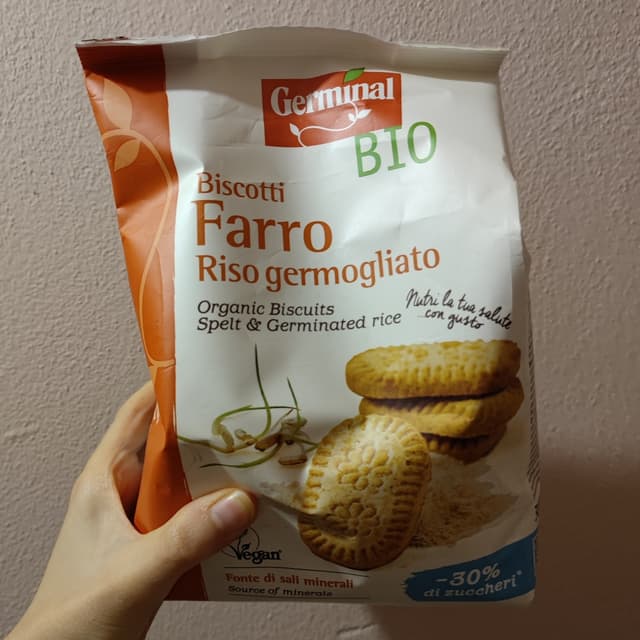 Germinal
BIO
Biscotti
Farro
Riso germogliato
Organic Biscuits
Spelt & Germinated rice
Nutri la tua salute
con gusto
Vegan
Fonte di sali minerali
Source of minerals
-30%
di zuccheri*